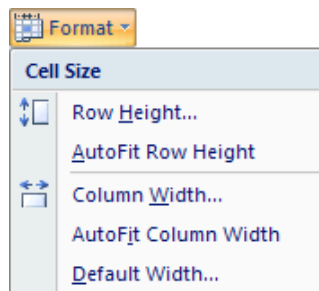 Format
Cell Size
Row Height...
AutoFit Row Height
Column Width...
AutoFit Column Width
Default Width...